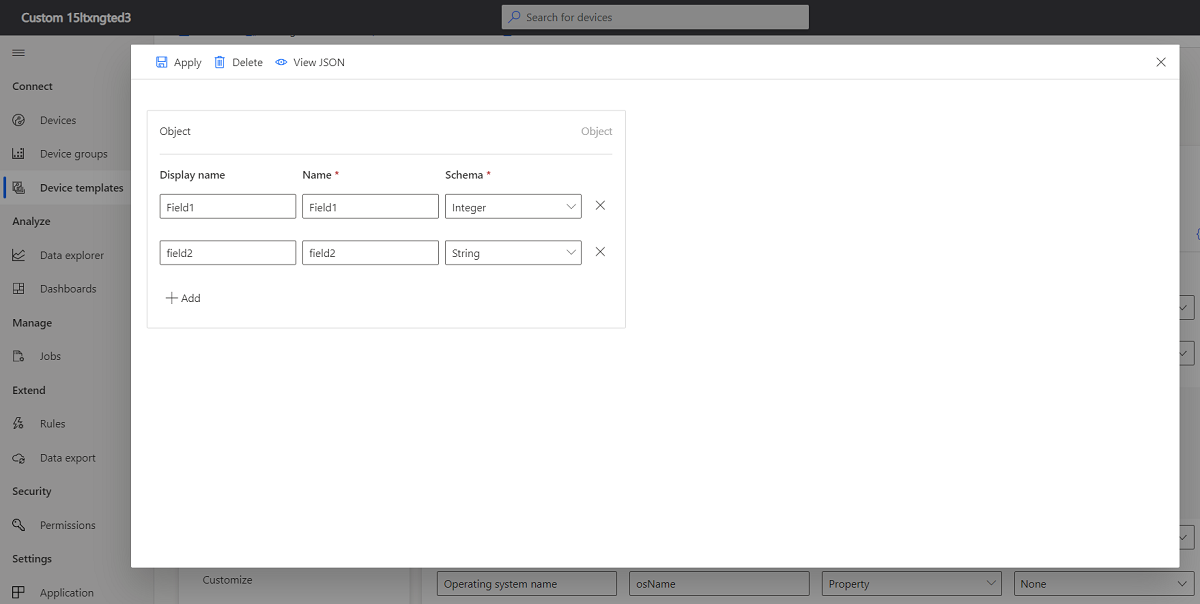 Custom 15ltxngted3
Search for devices
Apply Delete View JSON
Connect
Devices
Device groups
Device templates
Analyze
Data explorer
Dashboards
Manage
Jobs
Extend
Rules
Data export
Security
Permissions
Settings
Application
Object Object
Display name Name * Schema *
Field1 Field1 Integer
field2 field2 String
Add
Customize
Operating system name osName Property None